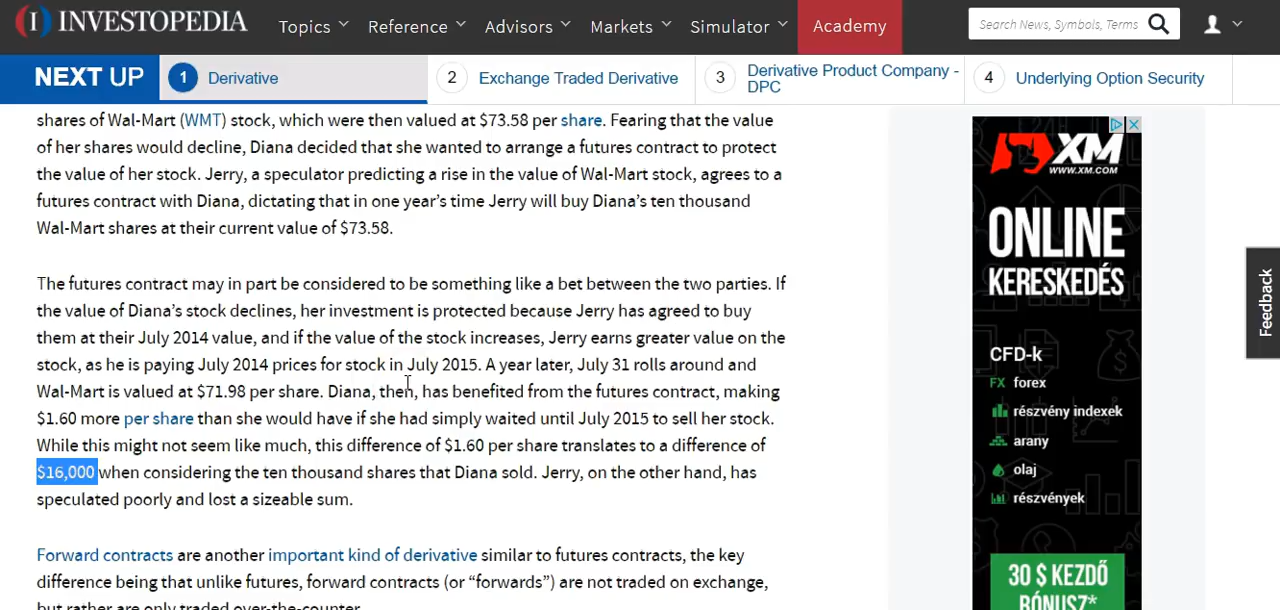 INVESTOPEDIA
Topics Reference Advisors Markets Simulator Academy
Search News, Symbols, Terms
NEXT UP 1 Derivative 2 Exchange Traded Derivative 3 Derivative Product Company - DPC 4 Underlying Option Security
shares of Wal-Mart (WMT) stock, which were then valued at $73.58 per share. Fearing that the value
of her shares would decline, Diana decided that she wanted to arrange a futures contract to protect
the value of her stock. Jerry, a speculator predicting a rise in the value of Wal-Mart stock, agrees to a
futures contract with Diana, dictating that in one year’s time Jerry will buy Diana’s ten thousand
Wal-Mart shares at their current value of $73.58.
The futures contract may in part be considered to be something like a bet between the two parties. If
the value of Diana’s stock declines, her investment is protected because Jerry has agreed to buy
them at their July 2014 value, and if the value of the stock increases, Jerry earns greater value on the
stock, as he is paying July 2014 prices for stock in July 2015. A year later, July 31 rolls around and
Wal-Mart is valued at $71.98 per share. Diana, then, has benefited from the futures contract, making
$1.60 more per share than she would have if she had simply waited until July 2015 to sell her stock.
While this might not seem like much, this difference of $1.60 per share translates to a difference of
$16,000 when considering the ten thousand shares that Diana sold. Jerry, on the other hand, has
speculated poorly and lost a sizeable sum.
Forward contracts are another important kind of derivative similar to futures contracts, the key
difference being that unlike futures, forward contracts (or “forwards”) are not traded on exchange,
but rather are only traded over-the-counter.
XM
WWW.XM.COM
ONLINE
KERESKEDÉS
CFD-k
FX forex
részvény indexek
arany
olaj
részvények
30 $ KEZDŐ
BÓNUSZ*
Feedback